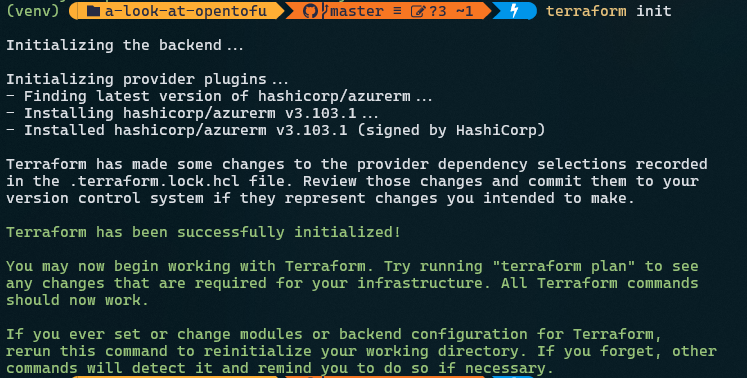 (venv) a-look-at-opentofu master ≡ ?3 ~1 terraform init
Initializing the backend...
Initializing provider plugins...
- Finding latest version of hashicorp/azurerm...
- Installing hashicorp/azurerm v3.103.1...
- Installed hashicorp/azurerm v3.103.1 (signed by HashiCorp)
Terraform has made some changes to the provider dependency selections recorded
in the .terraform.lock.hcl file. Review those changes and commit them to your
version control system if they represent changes you intended to make.
Terraform has been successfully initialized!
You may now begin working with Terraform. Try running "terraform plan" to see
any changes that are required for your infrastructure. All Terraform commands
should now work.
If you ever set or change modules or backend configuration for Terraform,
rerun this command to reinitialize your working directory. If you forget, other
commands will detect it and remind you to do so if necessary.